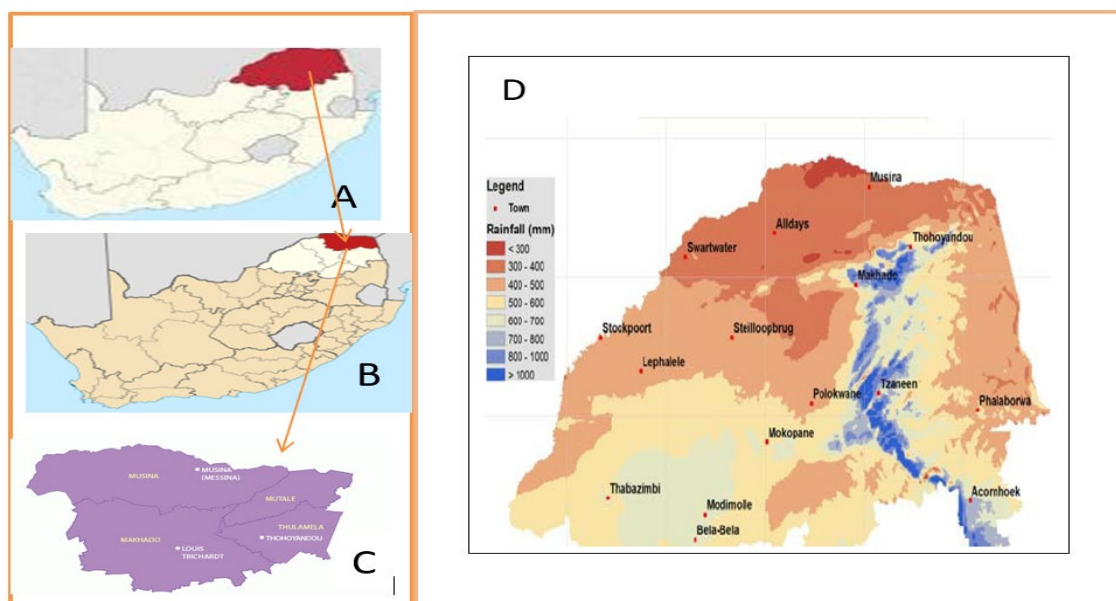 A
B
MUSINA
MUSINA
(MESSINA)
MUTALE
THULAMELA
THOHOYANDOU
MAKHADO
LOUIS
TRICHARDT
C
D
Legend
Town
Rainfall (mm)
< 300
300 - 400
400 - 500
500 - 600
600 - 700
700 - 800
800 - 1000
> 1000
Musina
Alldays
Swartwater
Thohoyandou
Makhado
Stockpoort
Steilloopbrug
Lephalele
Polokwane
Tzaneen
Phalaborwa
Mokopane
Thabazimbi
Modimolle
Acornhoek
Bela-Bela